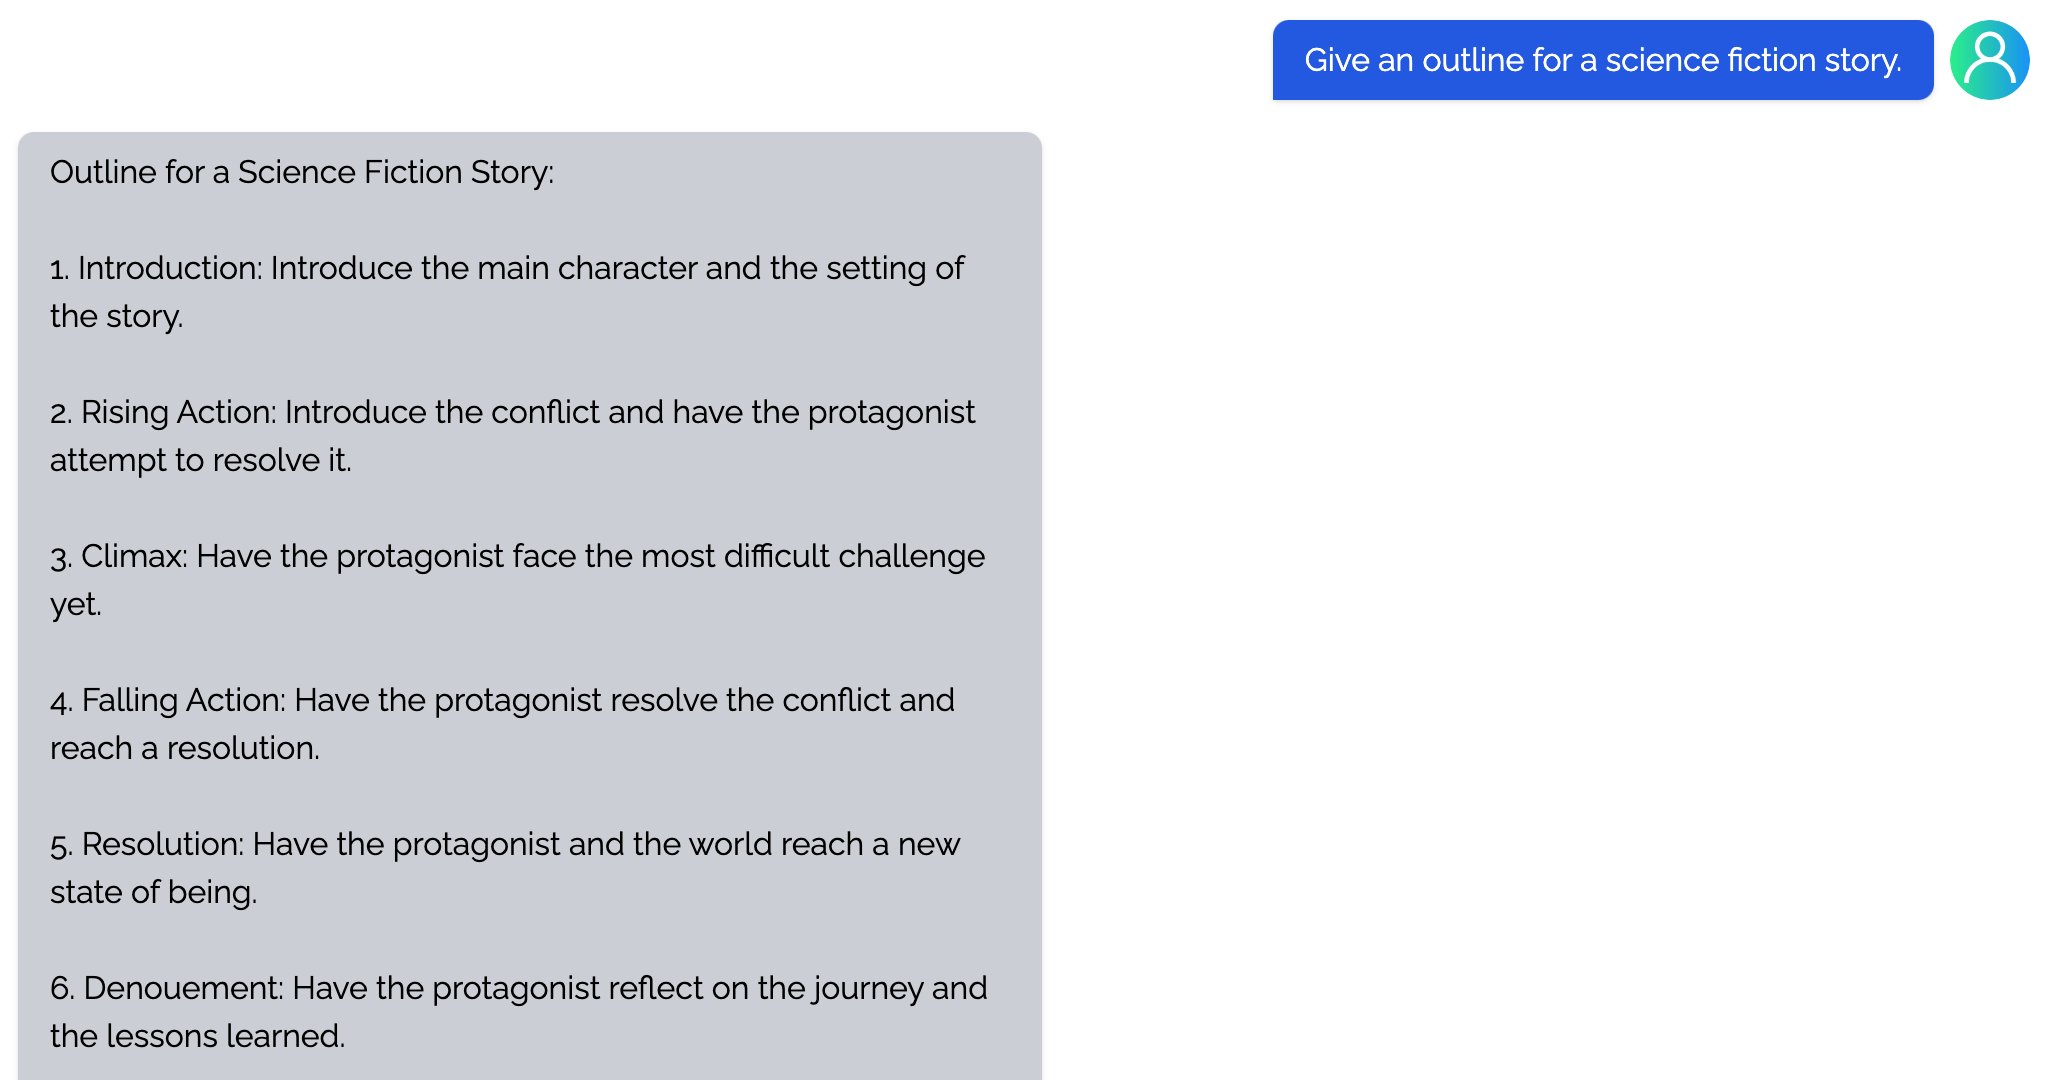 Give an outline for a science fiction story.
Outline for a Science Fiction Story:
1. Introduction: Introduce the main character and the setting of
the story.
2. Rising Action: Introduce the conflict and have the protagonist
attempt to resolve it.
3. Climax: Have the protagonist face the most difficult challenge
yet.
4. Falling Action: Have the protagonist resolve the conflict and
reach a resolution.
5. Resolution: Have the protagonist and the world reach a new
state of being.
6. Denouement: Have the protagonist reflect on the journey and
the lessons learned.